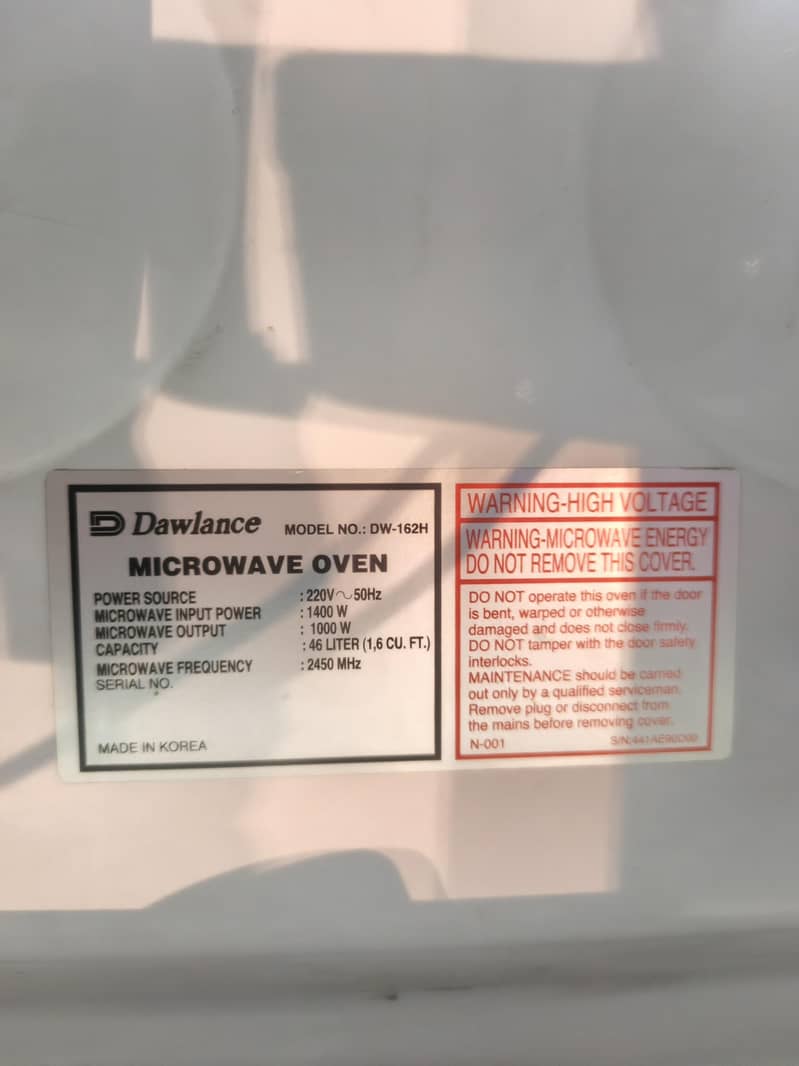 Dawlance MODEL NO.: DW-162H
MICROWAVE OVEN
POWER SOURCE : 220V～50Hz
MICROWAVE INPUT POWER : 1400 W
MICROWAVE OUTPUT : 1000 W
CAPACITY : 46 LITER (1,6 CU. FT.)
MICROWAVE FREQUENCY : 2450 MHz
SERIAL NO.
MADE IN KOREA
WARNING-HIGH VOLTAGE
WARNING-MICROWAVE ENERGY
DO NOT REMOVE THIS COVER.
DO NOT operate this oven if the door
is bent, warped or otherwise
damaged and does not close firmly.
DO NOT tamper with the door safety
interlocks.
MAINTENANCE should be carried
out only by a qualified serviceman.
Remove plug or disconnect from
the mains before removing cover.
N-001